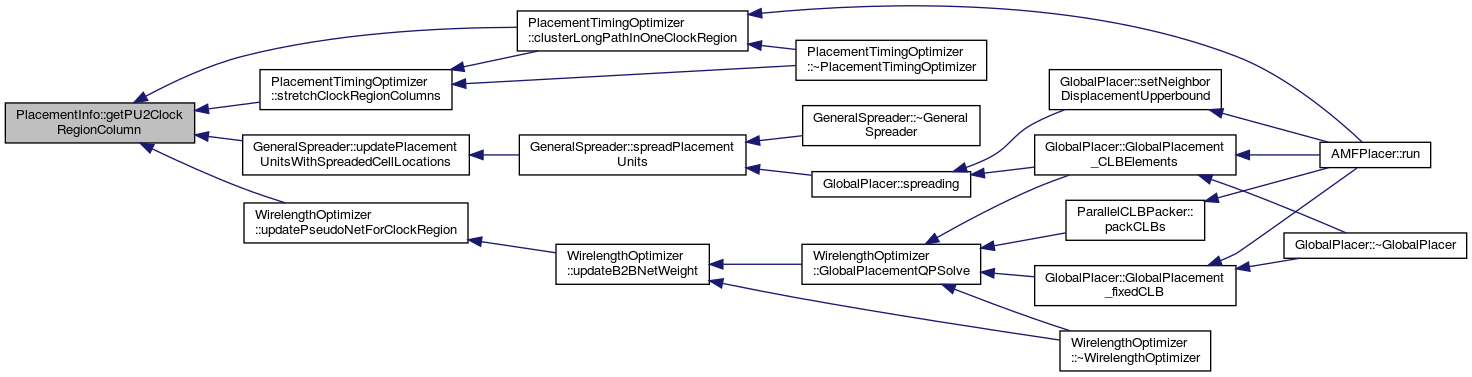 PlacementInfo::getPU2Clock
RegionColumn
PlacementTimingOptimizer
::clusterLongPathInOneClockRegion
PlacementTimingOptimizer
::stretchClockRegionColumns
PlacementTimingOptimizer
::~PlacementTimingOptimizer
GeneralSpreader::updatePlacement
UnitsWithSpreadedCellLocations
GeneralSpreader::spreadPlacement
Units
GeneralSpreader::~General
Spreader
GlobalPlacer::spreading
GlobalPlacer::setNeighbor
DisplacementUpperbound
GlobalPlacer::GlobalPlacement
_CLBElements
AMFPlacer::run
WirelengthOptimizer
::updatePseudoNetForClockRegion
WirelengthOptimizer
::updateB2BNetWeight
WirelengthOptimizer
::GlobalPlacementQPSolve
ParallelCLBPacker::
packCLBs
GlobalPlacer::~GlobalPlacer
GlobalPlacer::GlobalPlacement
_fixedCLB
WirelengthOptimizer
::~WirelengthOptimizer